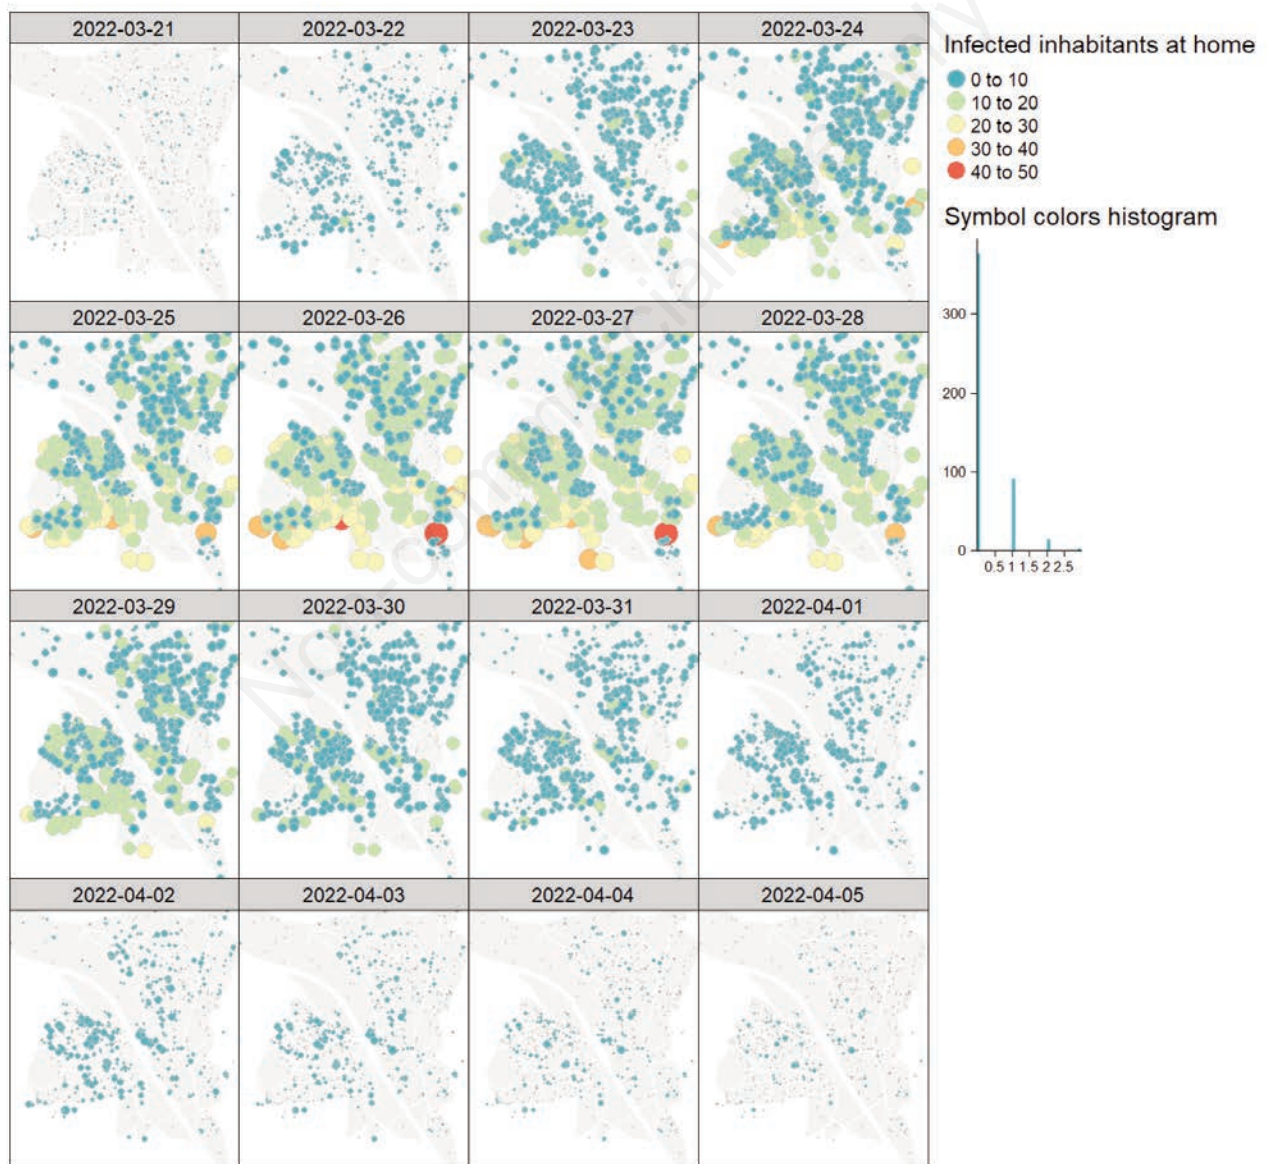 2022-03-21 2022-03-22 2022-03-23 2022-03-24
Infected inhabitants at home
0 to 10
10 to 20
20 to 30
30 to 40
40 to 50
Symbol colors histogram
300
200
100
0
0.5 1 1.5 2 2.5
2022-03-25 2022-03-26 2022-03-27 2022-03-28
2022-03-29 2022-03-30 2022-03-31 2022-04-01
2022-04-02 2022-04-03 2022-04-04 2022-04-05
Non-commercial use only